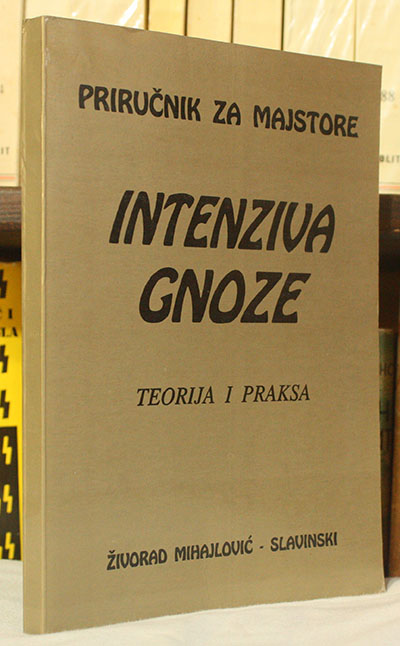 PRIRUČNIK ZA MAJSTORE
INTENZIVA
GNOZE
TEORIJA I PRAKSA
ŽIVORAD MIHAJLOVIĆ - SLAVINSKI